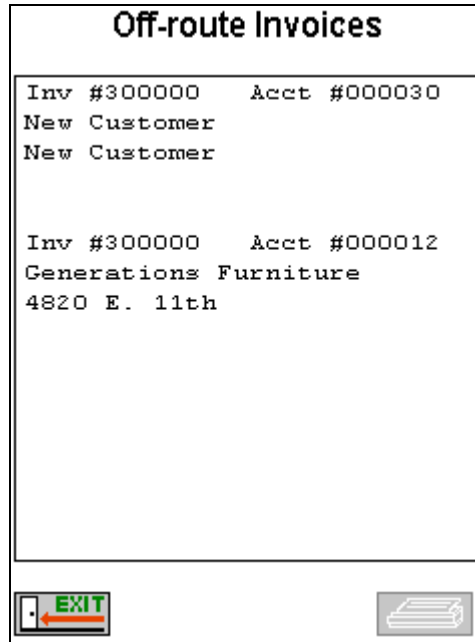 Off-route Invoices
Inv #300000 Acct #000030
New Customer
New Customer
Inv #300000 Acct #000012
Generations Furniture
4820 E. 11th
EXIT